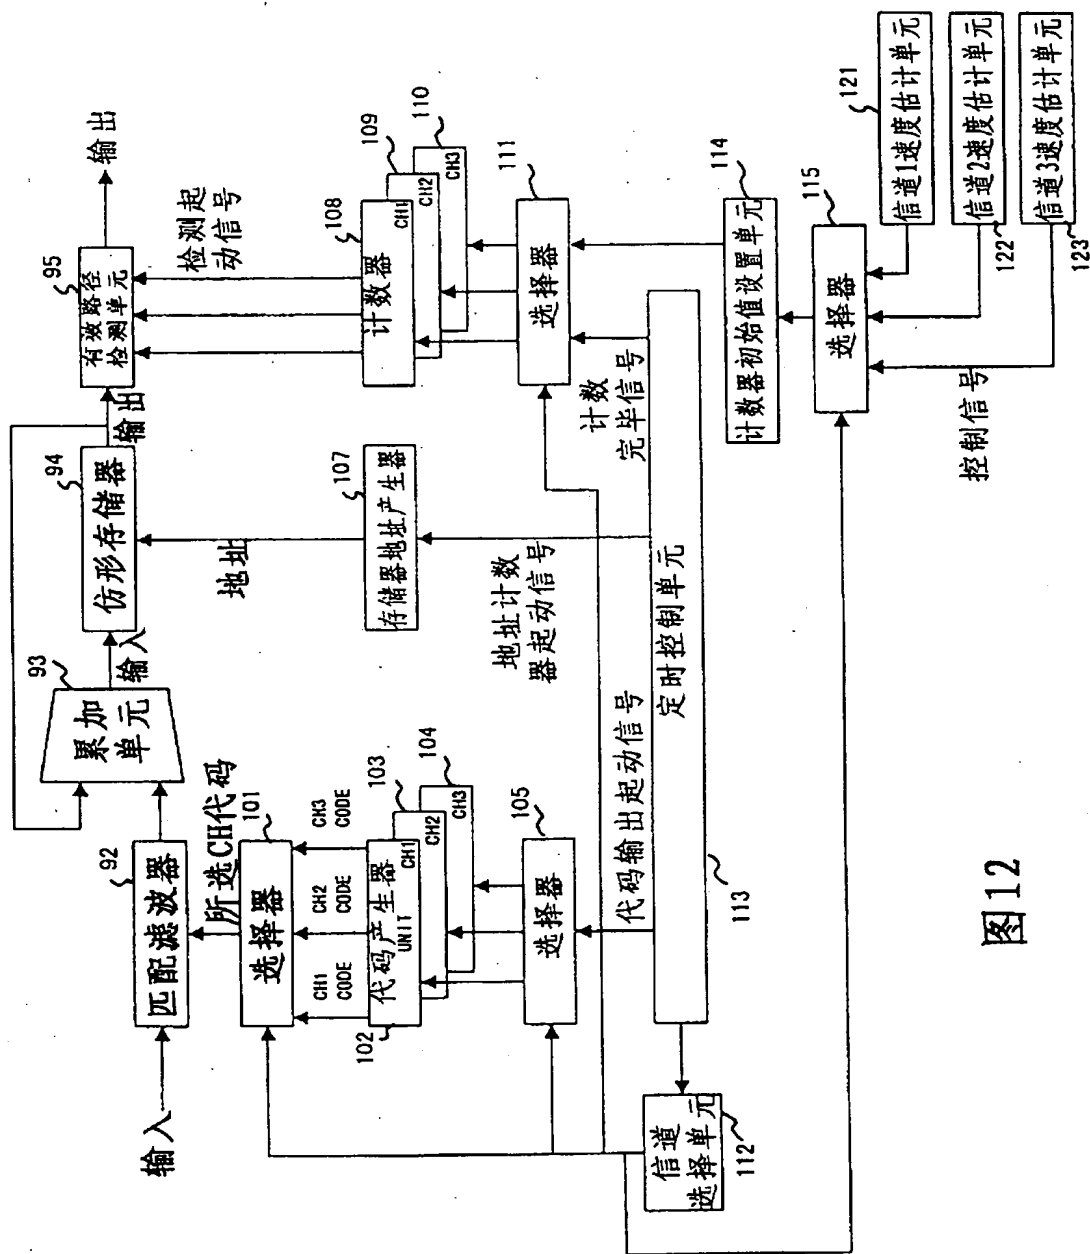 输入
匹配滤波器
92
累加
单元
93
输入
仿形存储器
94
输出
有效路径
检测单元
95
输出
所选CH代码
选择器
101
CH1
CODE
CH2
CODE
CH3
CODE
代码产生器
UNIT
CH1
CH2
CH3
102
103
104
选择器
105
地址
存储器地址产生器
107
检测起
动信号
计数器
CH1
CH2
CH3
108
109
110
选择器
111
代码输出起动信号
地址计数
器起动信号
计数
完毕信号
定时控制单元
113
信道
选择单元
112
计数器初始值设置单元
114
选择器
115
控制信号
信道1速度估计单元
121
信道2速度估计单元
122
信道3速度估计单元
123
图12